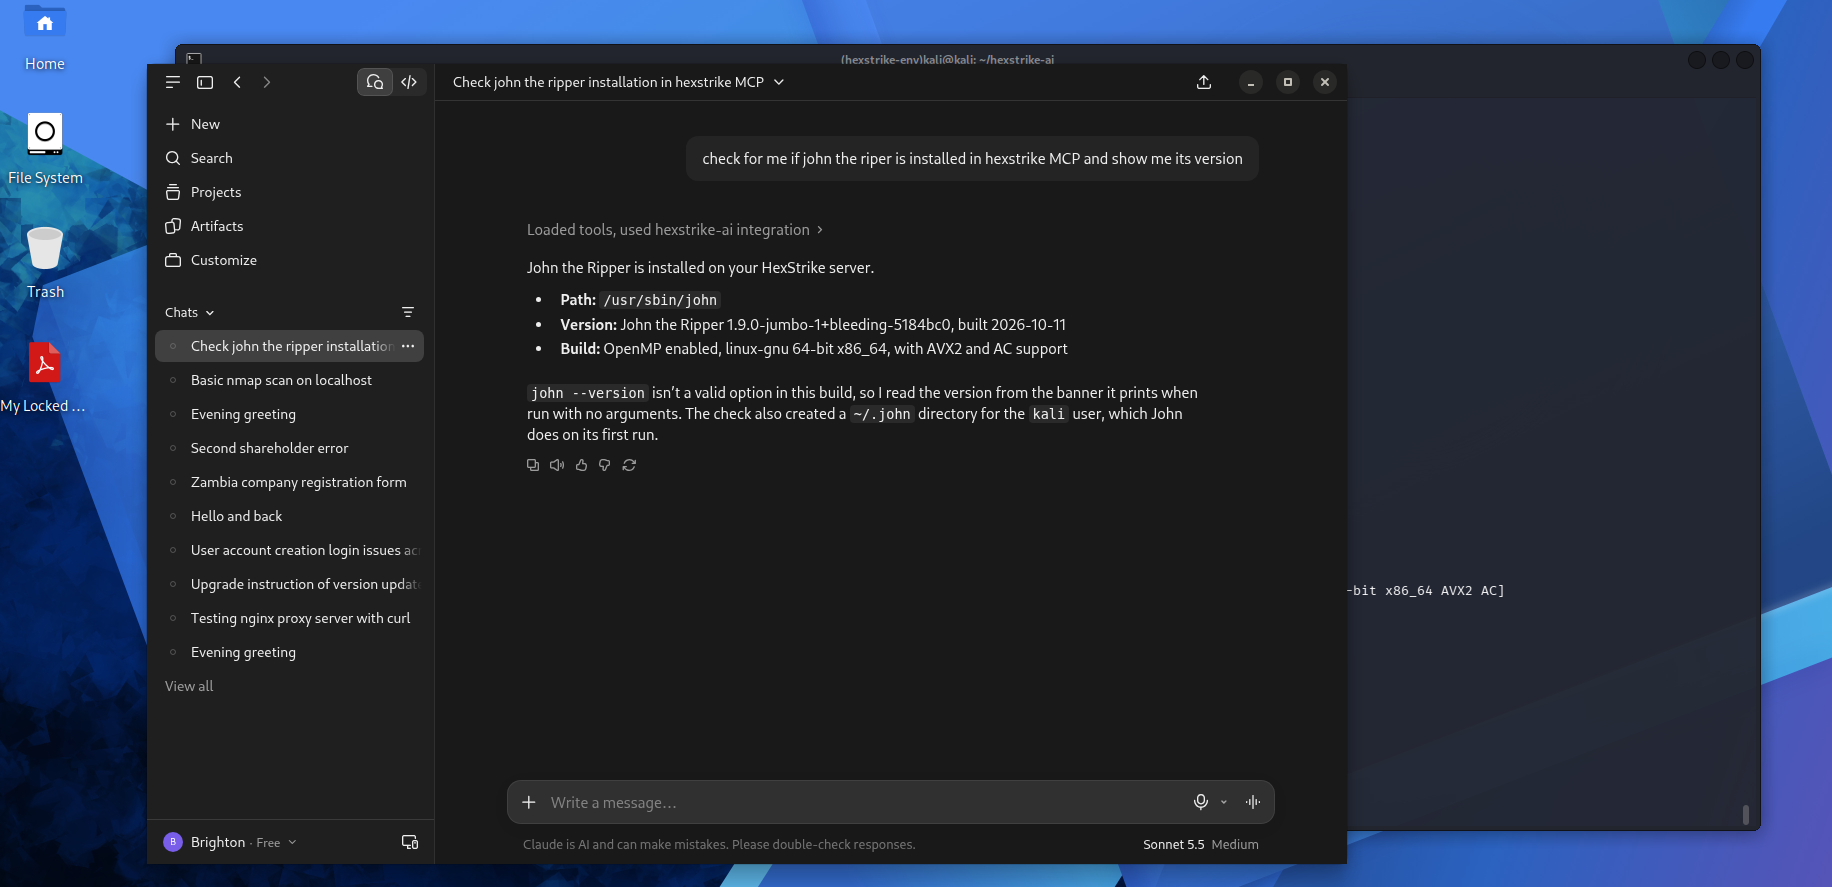 Home
File System
Trash
My Locked ...
(hexstrike-env)kali@kali: ~/hexstrike-ai
New
Search
Projects
Artifacts
Customize
Chats
Check john the ripper installation
Basic nmap scan on localhost
Evening greeting
Second shareholder error
Zambia company registration form
Hello and back
User account creation login issues ac
Upgrade instruction of version update
Testing nginx proxy server with curl
Evening greeting
View all
B
Brighton · Free
Check john the ripper installation in hexstrike MCP
check for me if john the riper is installed in hexstrike MCP and show me its version
Loaded tools, used hexstrike-ai integration
John the Ripper is installed on your HexStrike server.
• Path: /usr/sbin/john
• Version: John the Ripper 1.9.0-jumbo-1+bleeding-5184bc0, built 2026-10-11
• Build: OpenMP enabled, linux-gnu 64-bit x86_64, with AVX2 and AC support
john --version isn't a valid option in this build, so I read the version from the banner it prints when
run with no arguments. The check also created a ~/.john directory for the kali user, which John
does on its first run.
Write a message...
Claude is AI and can make mistakes. Please double-check responses.
Sonnet 5.5 Medium
-bit x86_64 AVX2 AC]